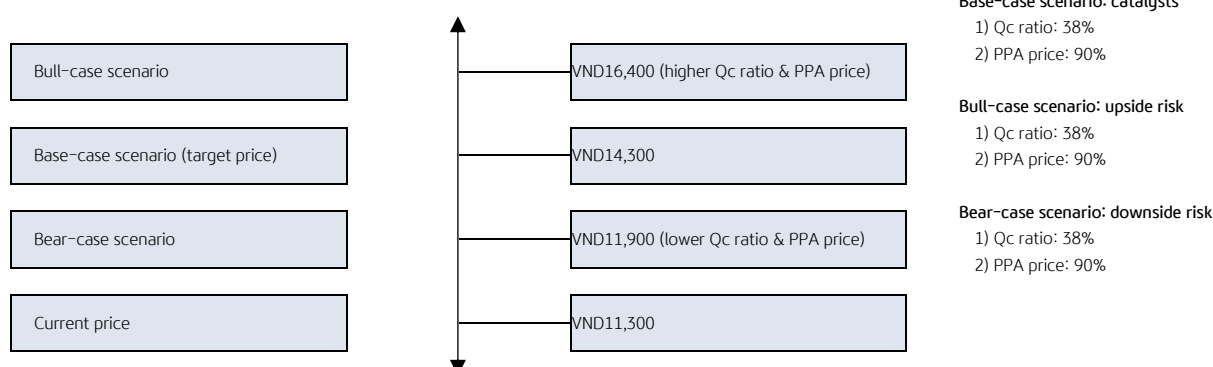 Bull-case scenario
VND16,400 (higher Qc ratio & PPA price)
Base-case scenario (target price)
VND14,300
Bear-case scenario
VND11,900 (lower Qc ratio & PPA price)
Current price
VND11,300
Base-case scenario: catalysts
1) Qc ratio: 38%
2) PPA price: 90%
Bull-case scenario: upside risk
1) Qc ratio: 38%
2) PPA price: 90%
Bear-case scenario: downside risk
1) Qc ratio: 38%
2) PPA price: 90%